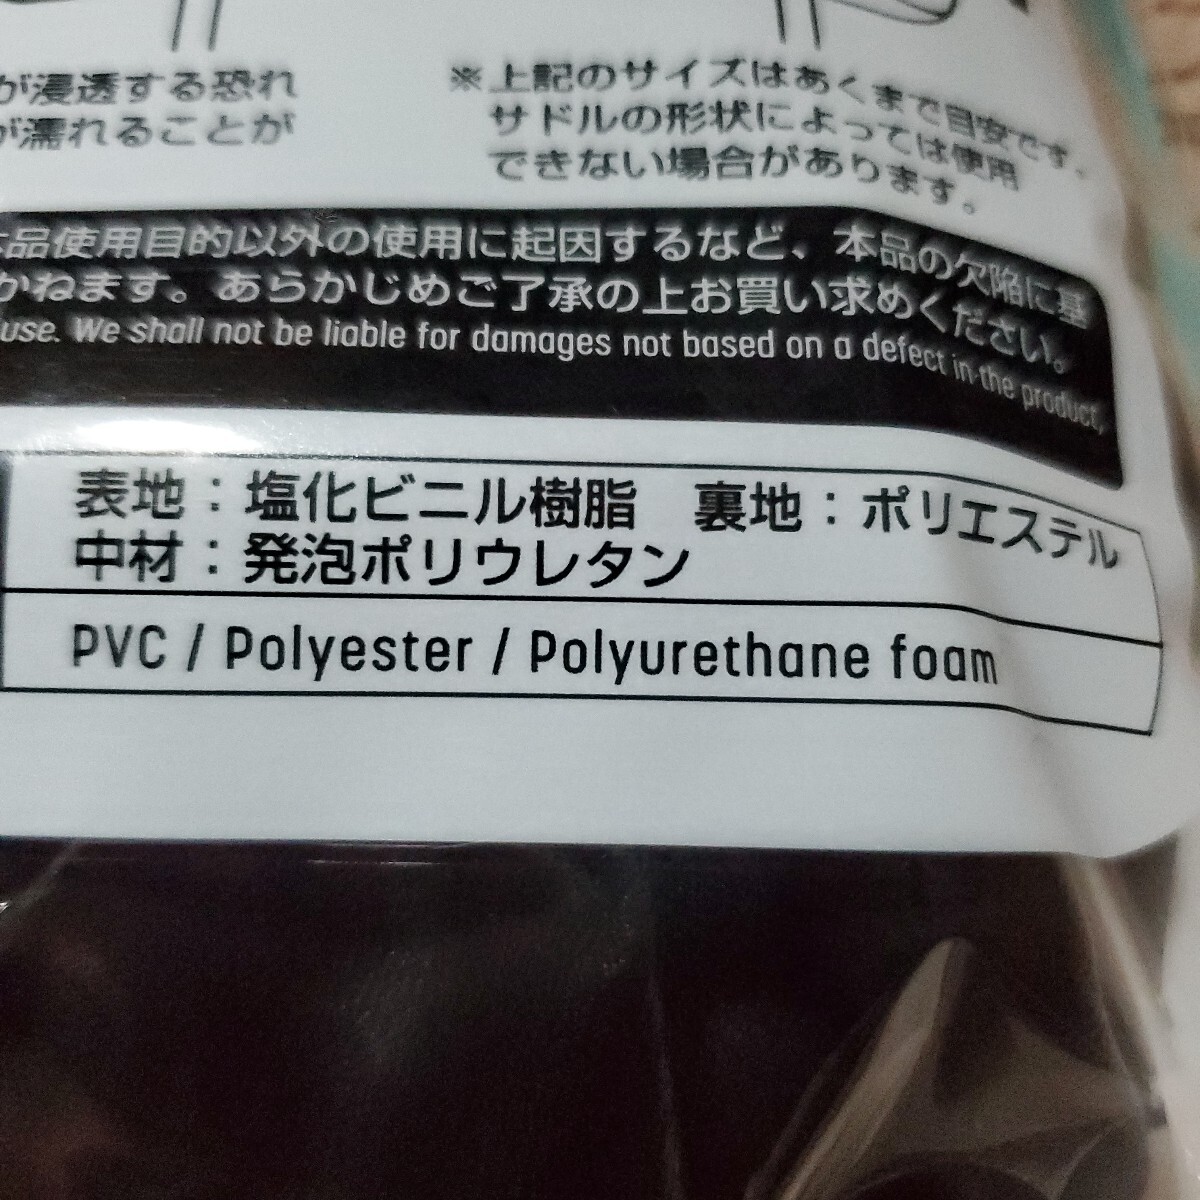 が浸透する恐れ
が濡れることが
※上記のサイズはあくまで目安です。
サドルの形状によっては使用
できない場合があります。
品使用目的以外の使用に起因するなど、本品の欠陥に基
かねます。あらかじめご了承の上お買い求めください。
use. We shall not be liable for damages not based on a defect in the product,
表地：塩化ビニル樹脂　裏地：ポリエステル
中材：発泡ポリウレタン
PVC / Polyester / Polyurethane foam